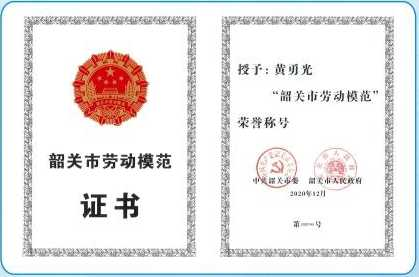 韶关市劳动模范
证书
授予：黄勇光
“韶关市劳动模范”
荣誉称号
中共韶关市委 韶关市人民政府
2020年12月